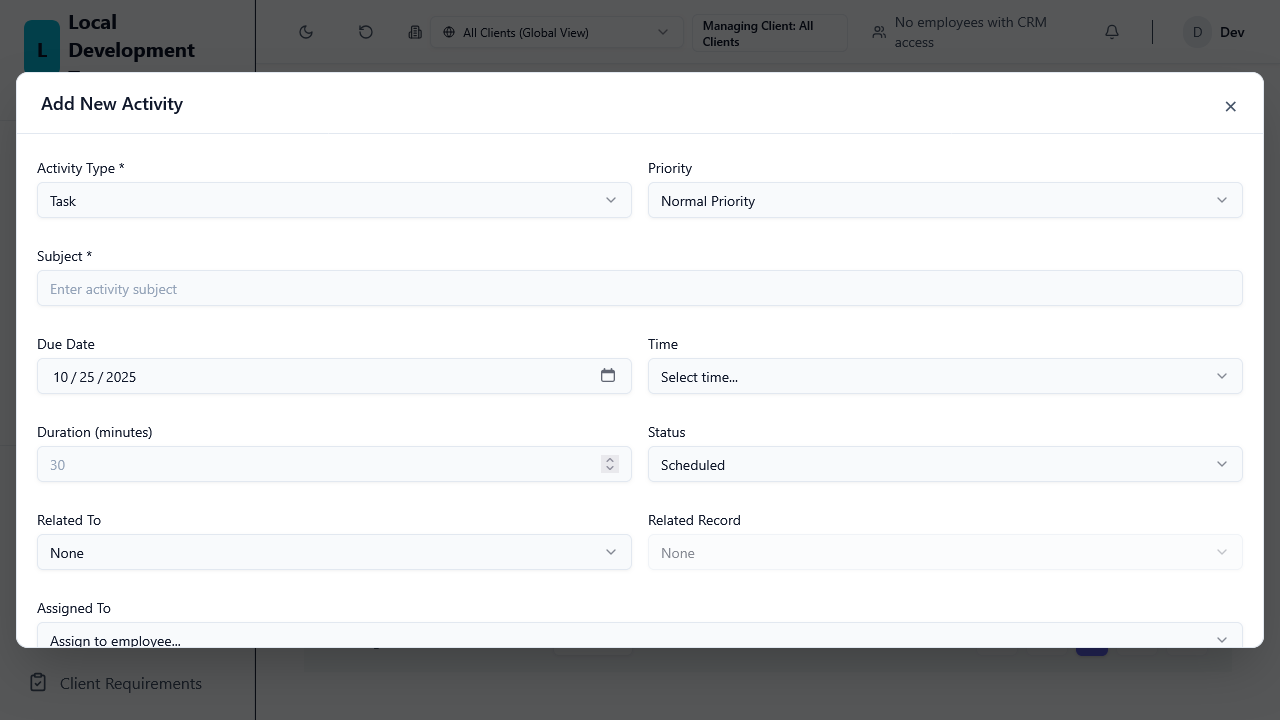 Local
Development
L
All Clients (Global View)
Managing Client: All
Clients
No employees with CRM
access
D
Dev
Add New Activity
Activity Type *
Priority
Task
Normal Priority
Subject *
Enter activity subject
Due Date
Time
10 / 25 / 2025
Select time...
Duration (minutes)
Status
30
Scheduled
Related To
Related Record
None
None
Assigned To
Assign to employee...
Client Requirements